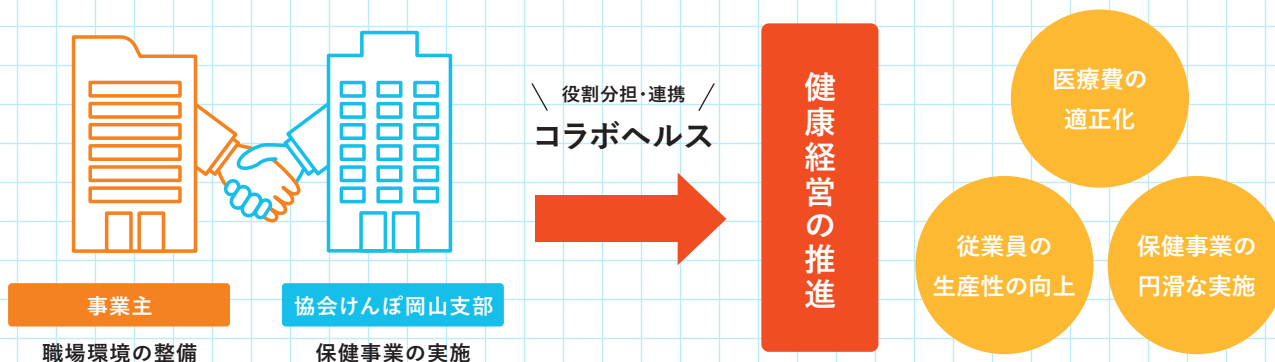 事業主
職場環境の整備
協会けんぽ岡山支部
保健事業の実施
役割分担・連携
コラボヘルス
健康経営の推進
医療費の
適正化
従業員の
生産性の向上
保健事業の
円滑な実施